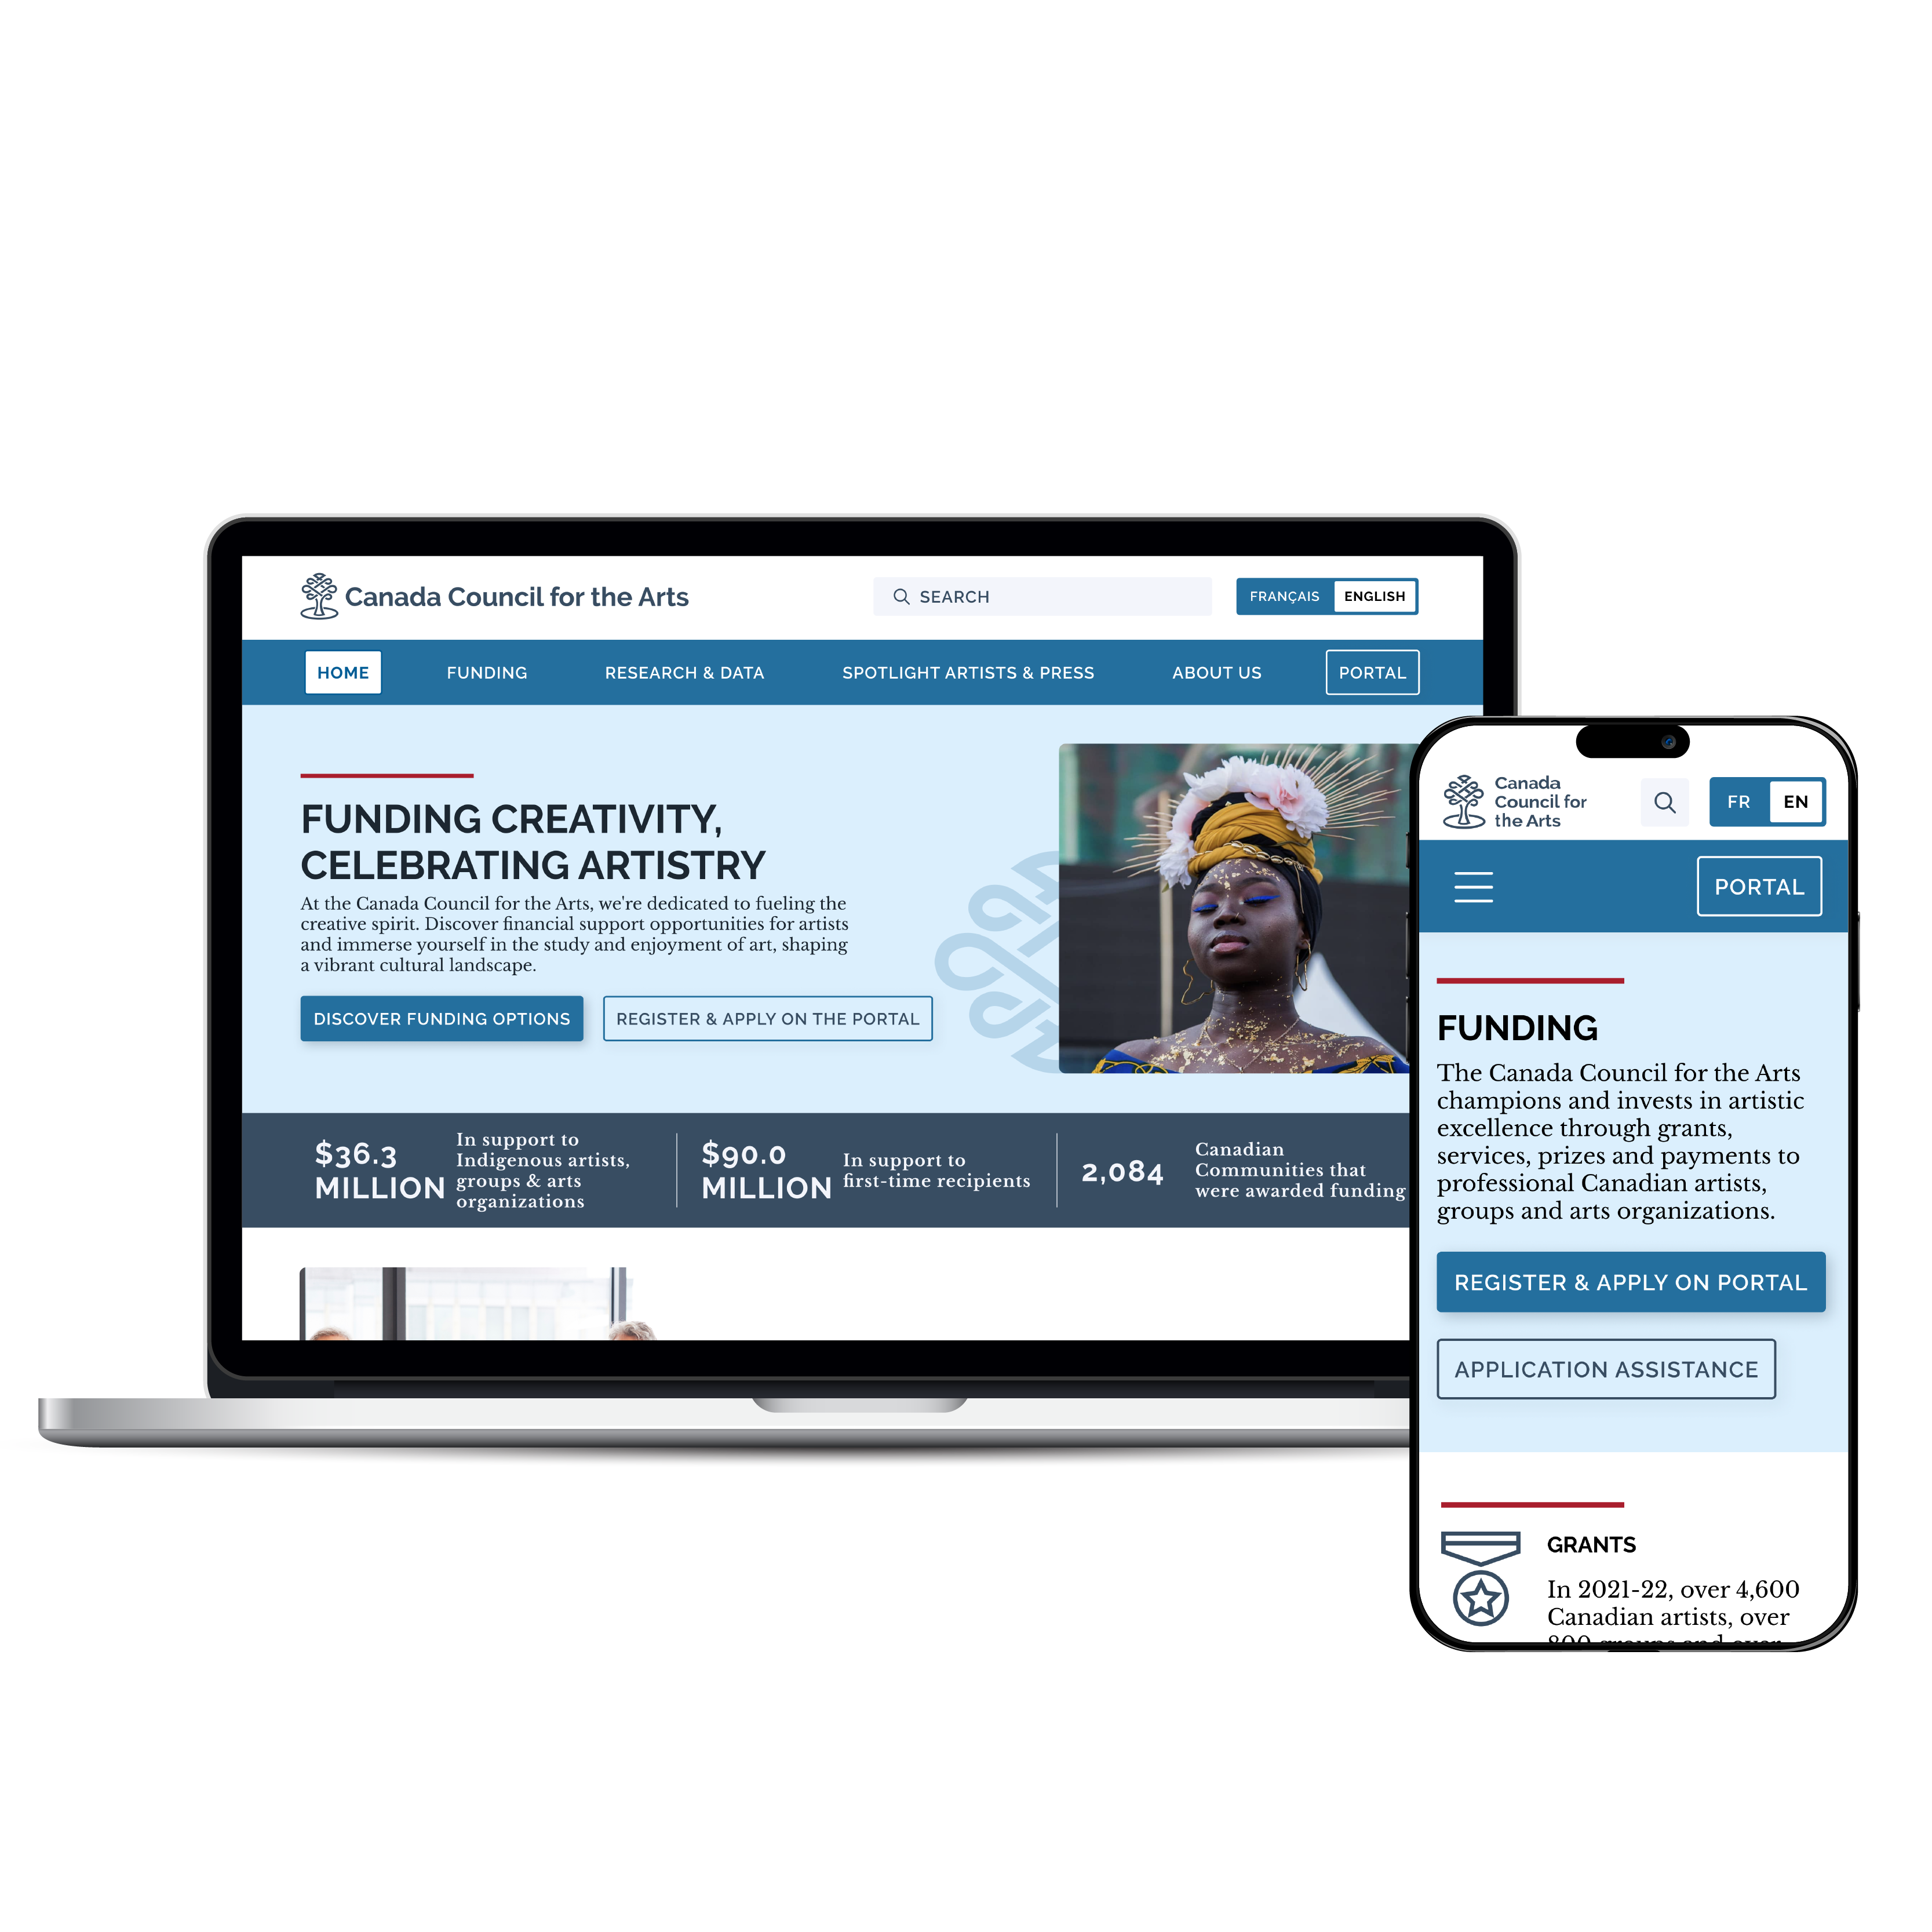 Canada Council for the Arts
SEARCH
FRANÇAIS
ENGLISH
HOME
FUNDING
RESEARCH & DATA
SPOTLIGHT ARTISTS & PRESS
ABOUT US
PORTAL
FUNDING CREATIVITY,
CELEBRATING ARTISTRY
At the Canada Council for the Arts, we're dedicated to fueling the
creative spirit. Discover financial support opportunities for artists
and immerse yourself in the study and enjoyment of art, shaping
a vibrant cultural landscape.
DISCOVER FUNDING OPTIONS
REGISTER & APPLY ON THE PORTAL
$36.3
MILLION
In support to
Indigenous artists,
groups & arts
organizations
$90.0
MILLION
In support to
first-time recipients
2,084
Canadian
Communities that
were awarded funding
Canada
Council for
the Arts
FR
EN
PORTAL
FUNDING
The Canada Council for the Arts
champions and invests in artistic
excellence through grants,
services, prizes and payments to
professional Canadian artists,
groups and arts organizations.
REGISTER & APPLY ON PORTAL
APPLICATION ASSISTANCE
GRANTS
In 2021-22, over 4,600
Canadian artists, over
800 groups and over